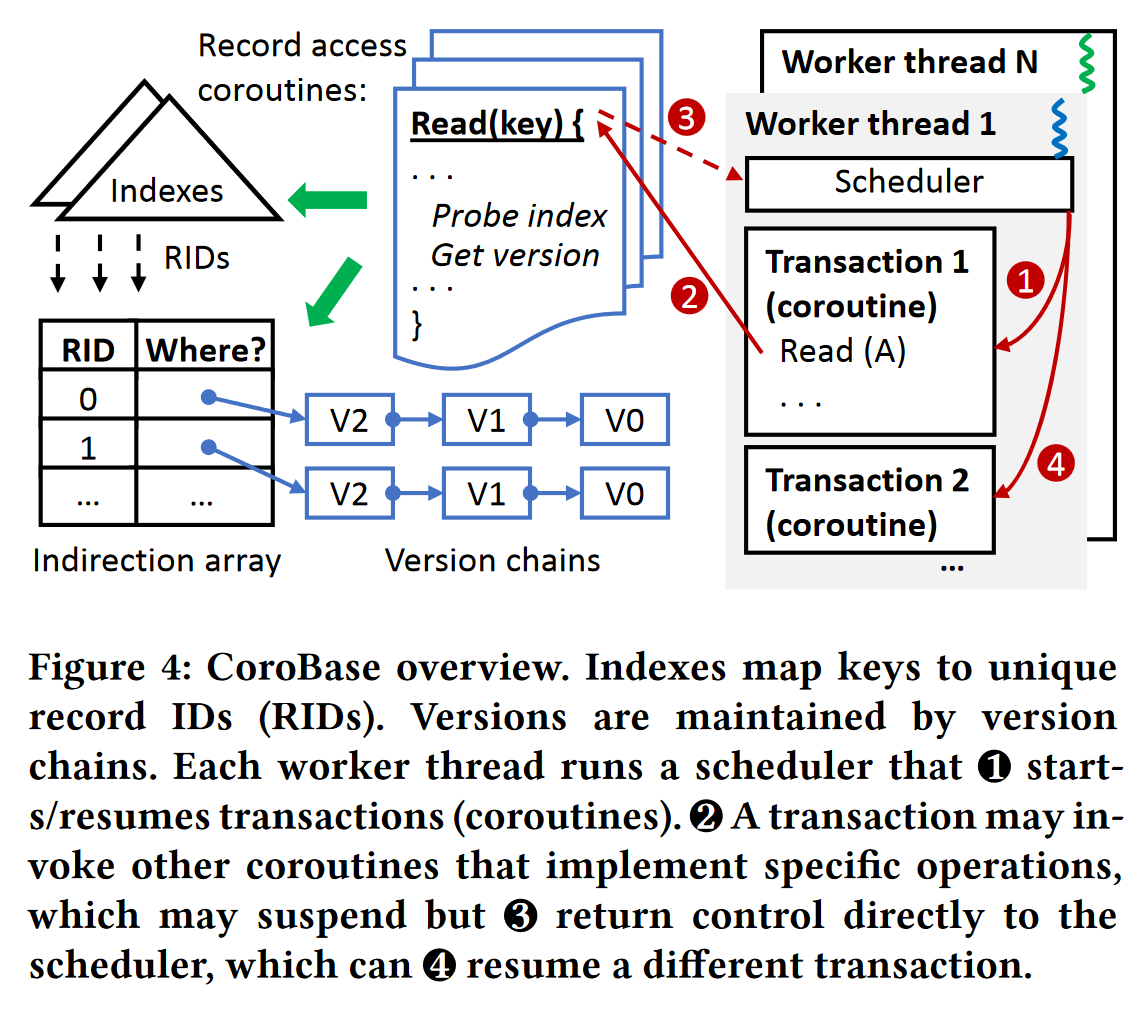 Record access
coroutines:
Indexes
RIDs
RID Where?
0
1
... ...
Indirection array
Read(key) {
. . .
Probe index
Get version
. . .
}
V2 V1 V0
V2 V1 V0
Version chains
Worker thread N
Worker thread 1
Scheduler
Transaction 1
(coroutine)
Read (A)
. . .
Transaction 2
(coroutine)
...
3
2
1
4
Figure 4: CoroBase overview. Indexes map keys to unique
record IDs (RIDs). Versions are maintained by version
chains. Each worker thread runs a scheduler that ❶ start-
s/resumes transactions (coroutines). ❷ A transaction may in-
voke other coroutines that implement specific operations,
which may suspend but ❸ return control directly to the
scheduler, which can ❹ resume a different transaction.